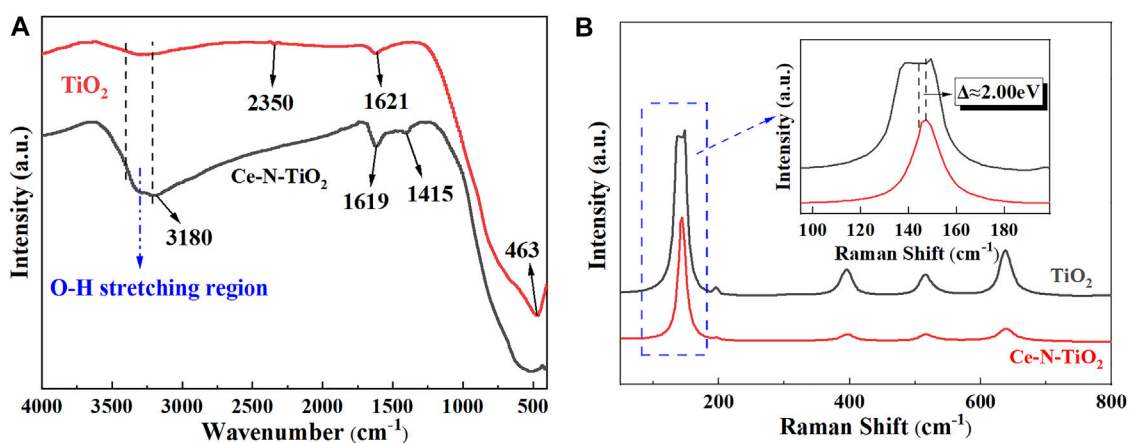 A
TiO₂
2350
1621
Ce-N-TiO₂
1619
1415
3180
463
O-H stretching region
Intensity (a.u.)
4000 3500 3000 2500 2000 1500 1000 500
Wavenumber (cm⁻¹)
B
Δ≈2.00eV
Intensity (a.u.)
100 120 140 160 180
Raman Shift (cm⁻¹)
TiO₂
Ce-N-TiO₂
Intensity (a.u.)
200 400 600 800
Raman Shift (cm⁻¹)